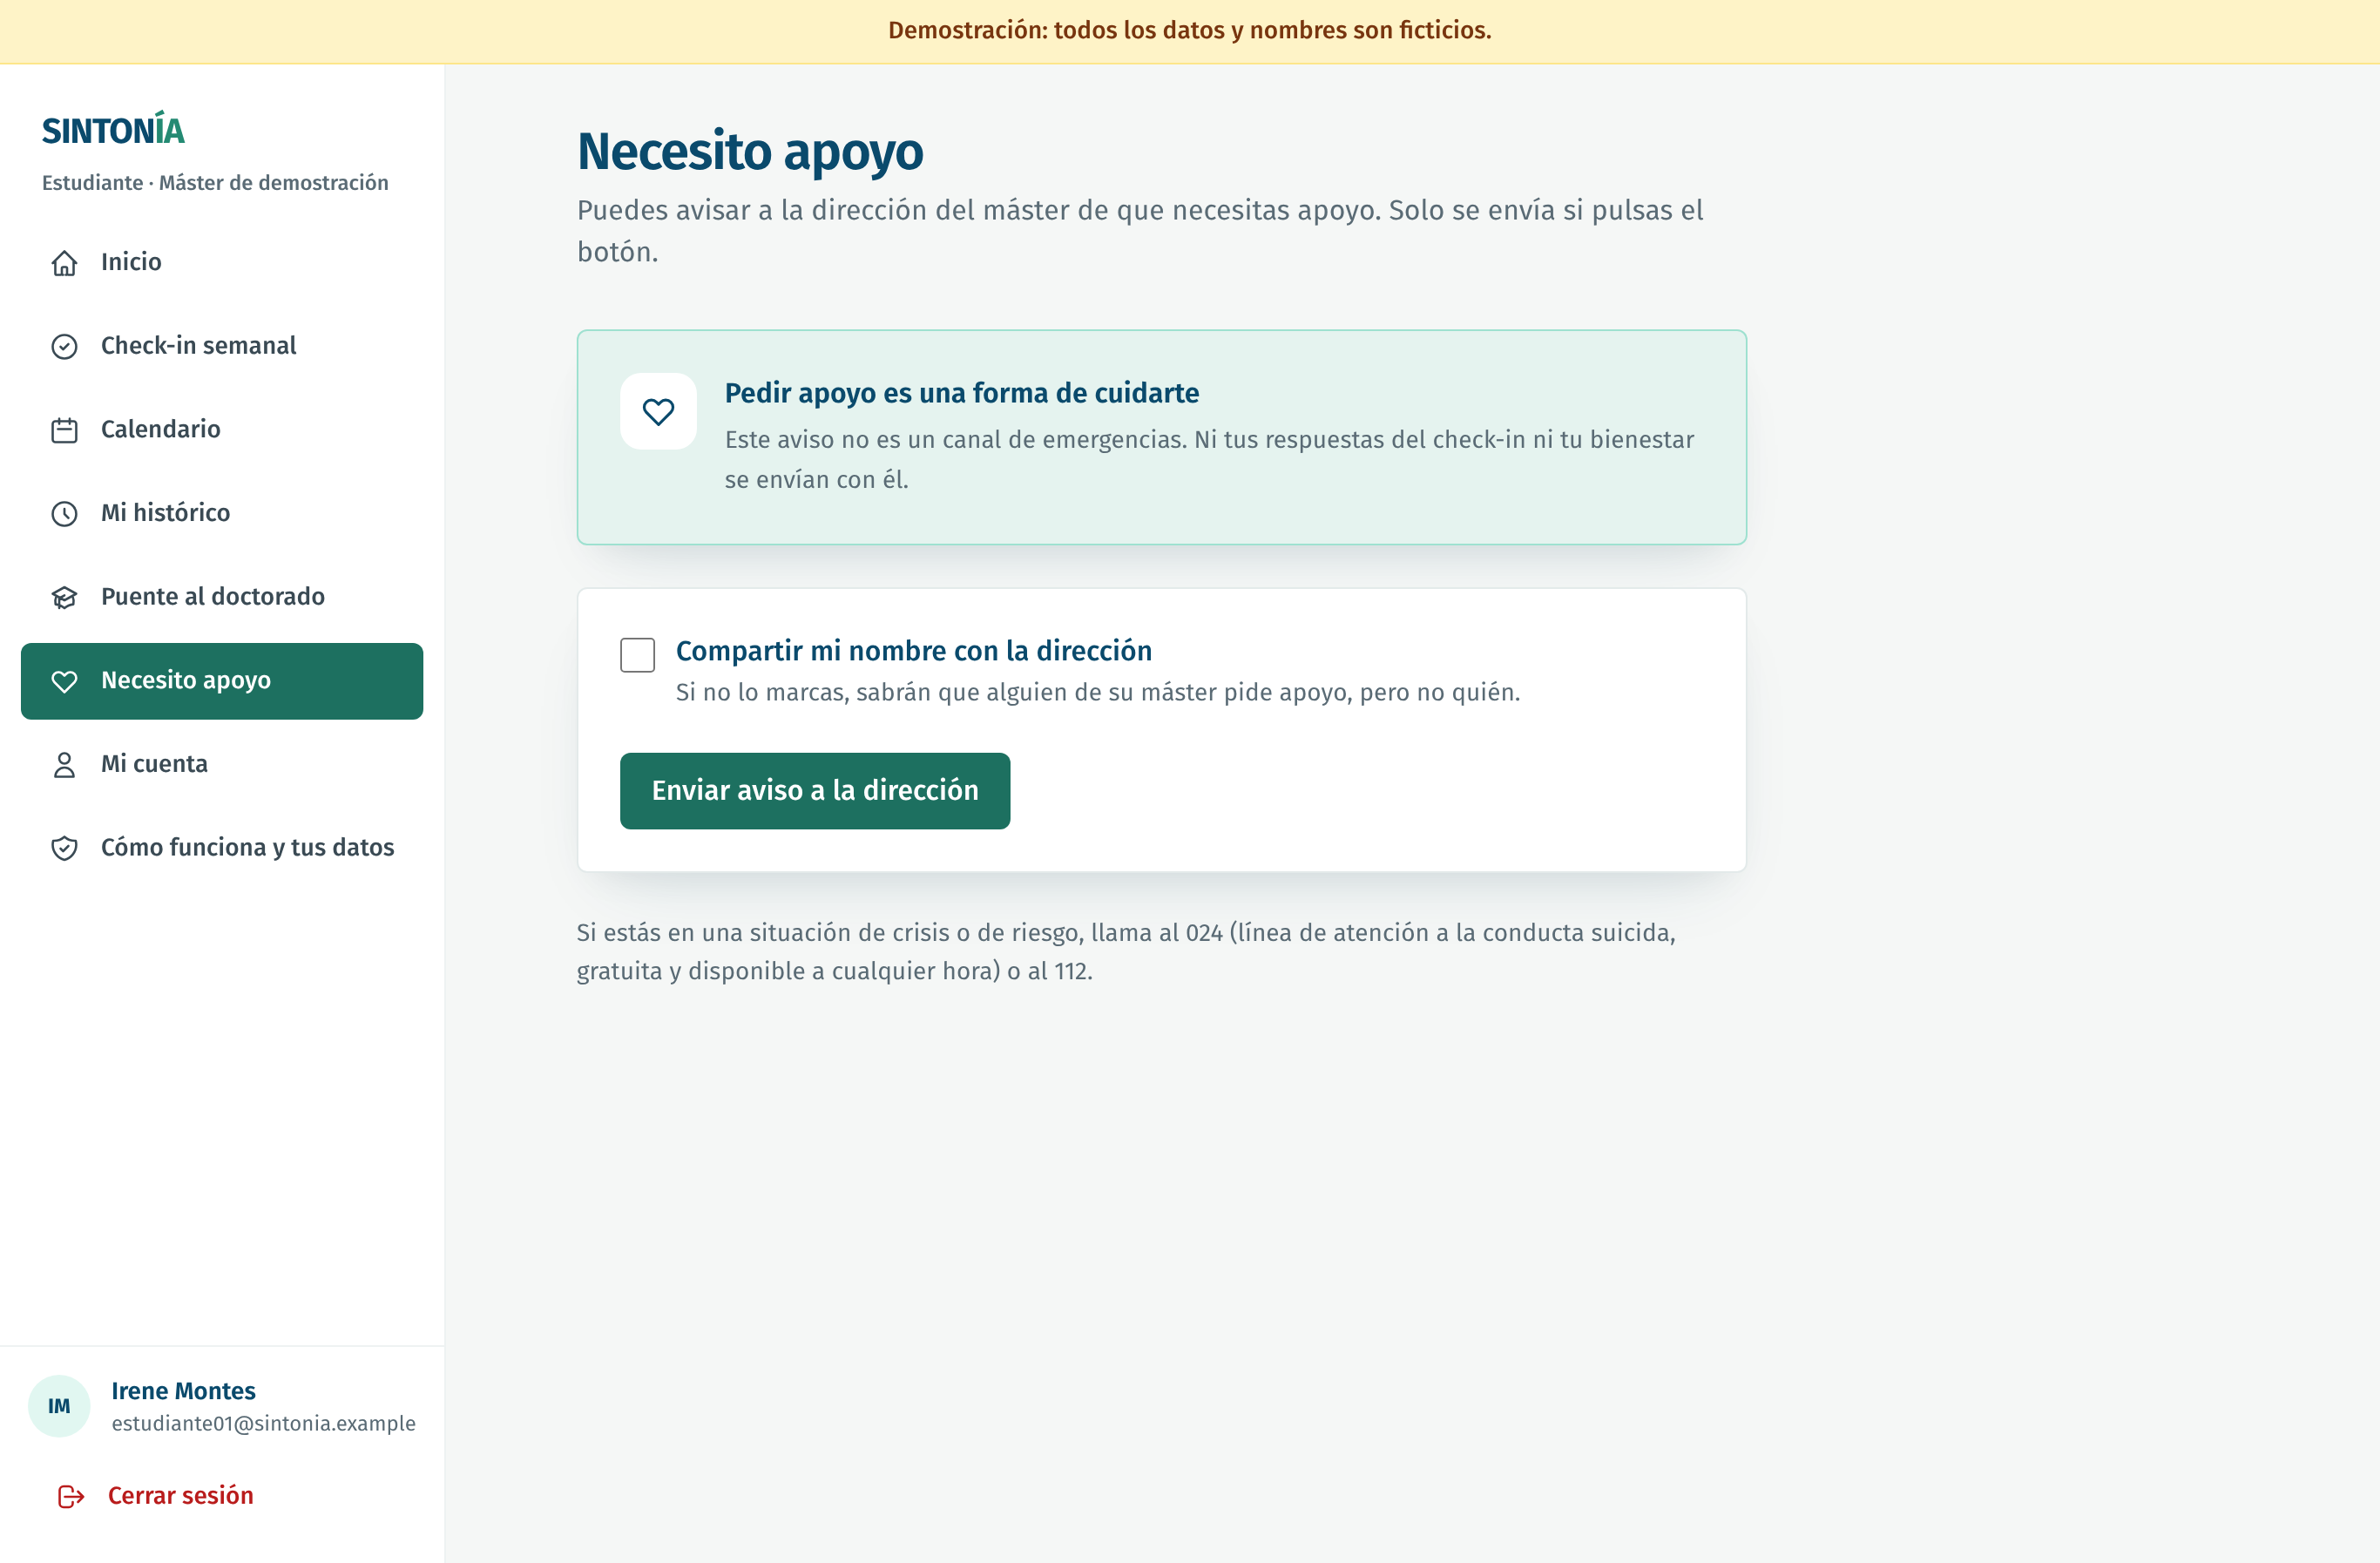 Demostración: todos los datos y nombres son ficticios.
SINTONÍA
Estudiante · Máster de demostración
Inicio
Check-in semanal
Calendario
Mi histórico
Puente al doctorado
Necesito apoyo
Mi cuenta
Cómo funciona y tus datos
IM
Irene Montes
estudiante01@sintonia.example
Cerrar sesión
Necesito apoyo
Puedes avisar a la dirección del máster de que necesitas apoyo. Solo se envía si pulsas el
botón.
Pedir apoyo es una forma de cuidarte
Este aviso no es un canal de emergencias. Ni tus respuestas del check-in ni tu bienestar
se envían con él.
Compartir mi nombre con la dirección
Si no lo marcas, sabrán que alguien de su máster pide apoyo, pero no quién.
Enviar aviso a la dirección
Si estás en una situación de crisis o de riesgo, llama al 024 (línea de atención a la conducta suicida,
gratuita y disponible a cualquier hora) o al 112.